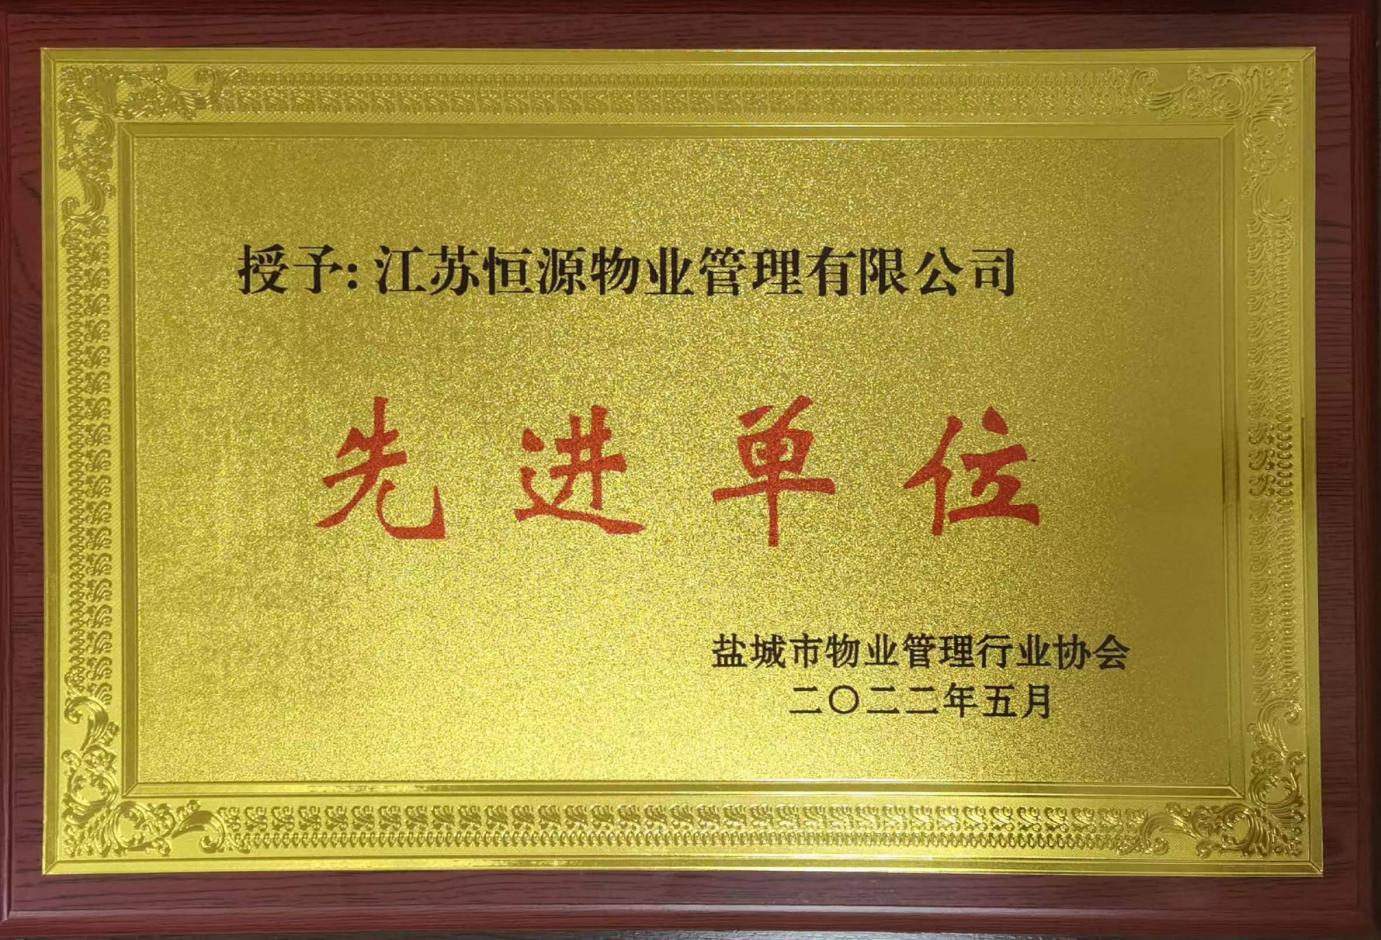 授予:江苏恒源物业管理有限公司
先进单位
盐城市物业管理行业协会
二〇二二年五月